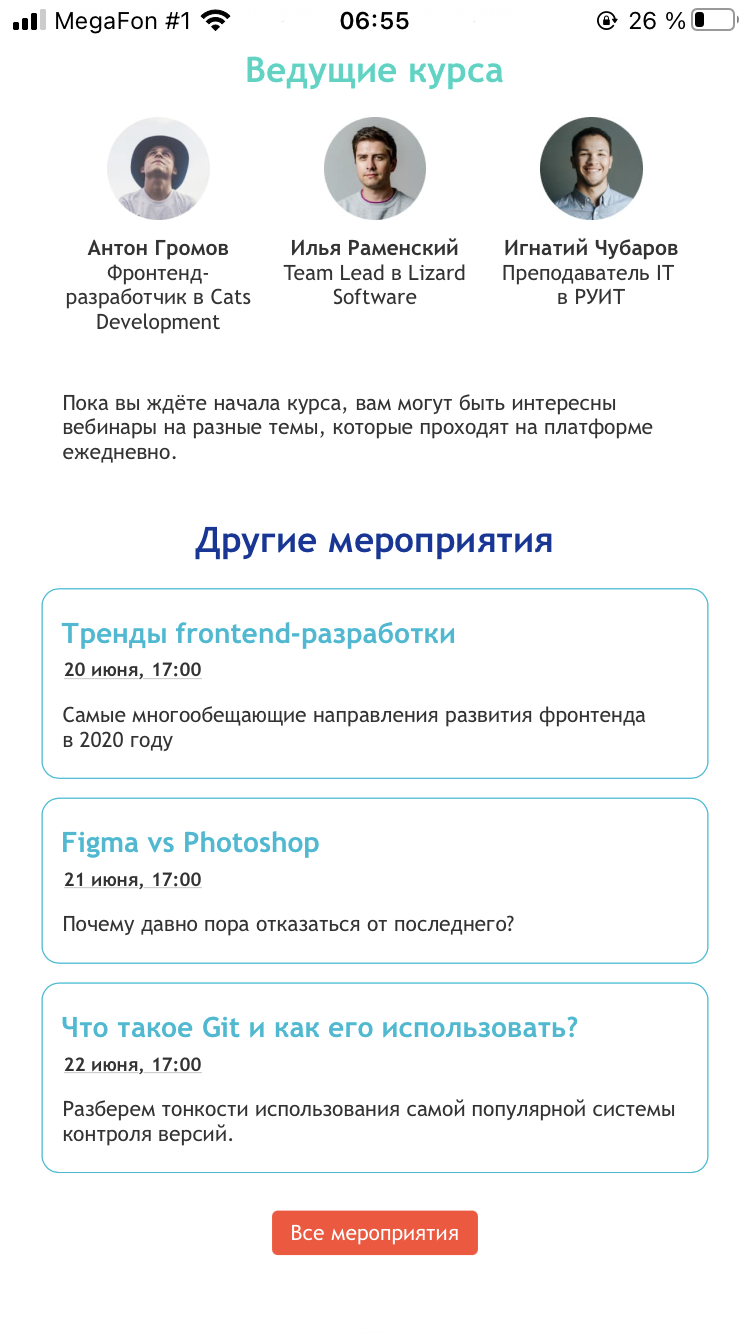 MegaFon #1 06:55 26 %
Ведущие курса
Антон Громов
Фронтенд-
разработчик в Cats
Development
Илья Раменский
Team Lead в Lizard
Software
Игнатий Чубаров
Преподаватель IT
в РУИТ
Пока вы ждёте начала курса, вам могут быть интересны
вебинары на разные темы, которые проходят на платформе
ежедневно.
Другие мероприятия
Тренды frontend-разработки
20 июня, 17:00
Самые многообещающие направления развития фронтенда
в 2020 году
Figma vs Photoshop
21 июня, 17:00
Почему давно пора отказаться от последнего?
Что такое Git и как его использовать?
22 июня, 17:00
Разберем тонкости использования самой популярной системы
контроля версий.
Все мероприятия